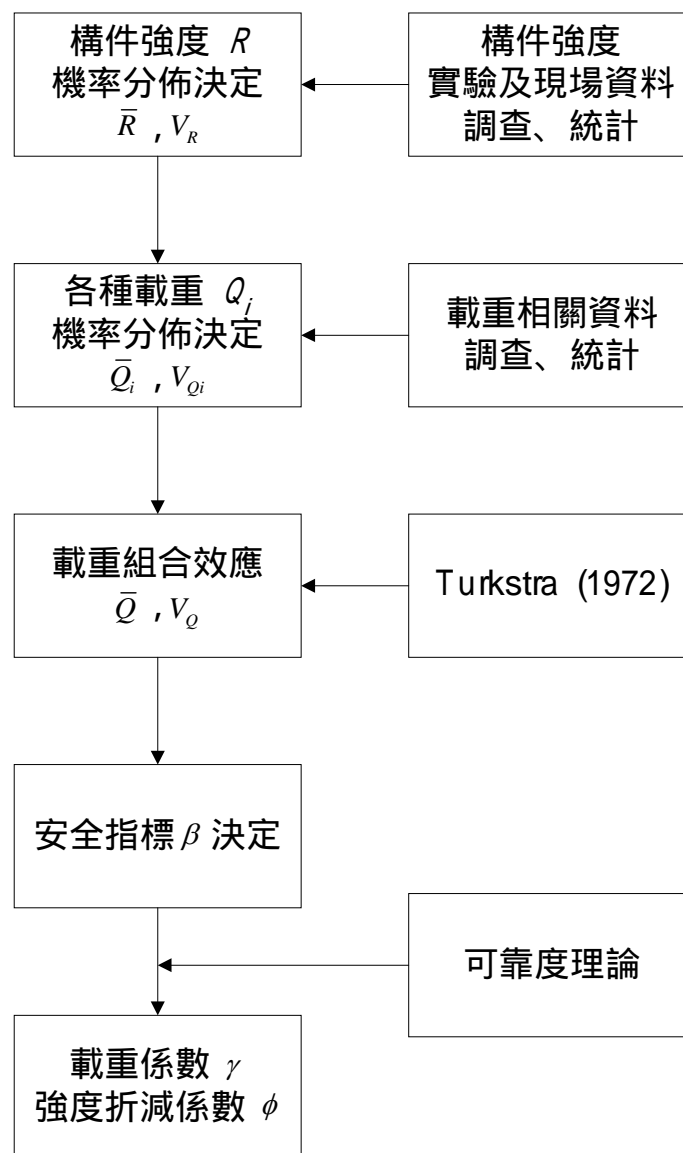 構件強度 R
機率分佈決定
R̄ , V_R
構件強度
實驗及現場資料
調查、統計
各種載重 Q_i
機率分佈決定
Q̄_i , V_Qi
載重相關資料
調查、統計
載重組合效應
Q̄ , V_Q
Turkstra (1972)
安全指標 β 決定
可靠度理論
載重係數 γ
強度折減係數 ϕ